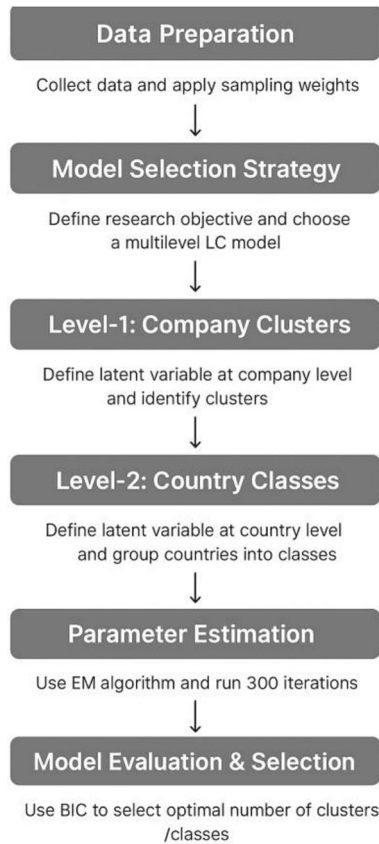 Data Preparation
Collect data and apply sampling weights
Model Selection Strategy
Define research objective and choose
a multilevel LC model
Level-1: Company Clusters
Define latent variable at company level
and identify clusters
Level-2: Country Classes
Define latent variable at country level
and group countries into classes
Parameter Estimation
Use EM algorithm and run 300 iterations
Model Evaluation & Selection
Use BIC to select optimal number of clusters
/classes